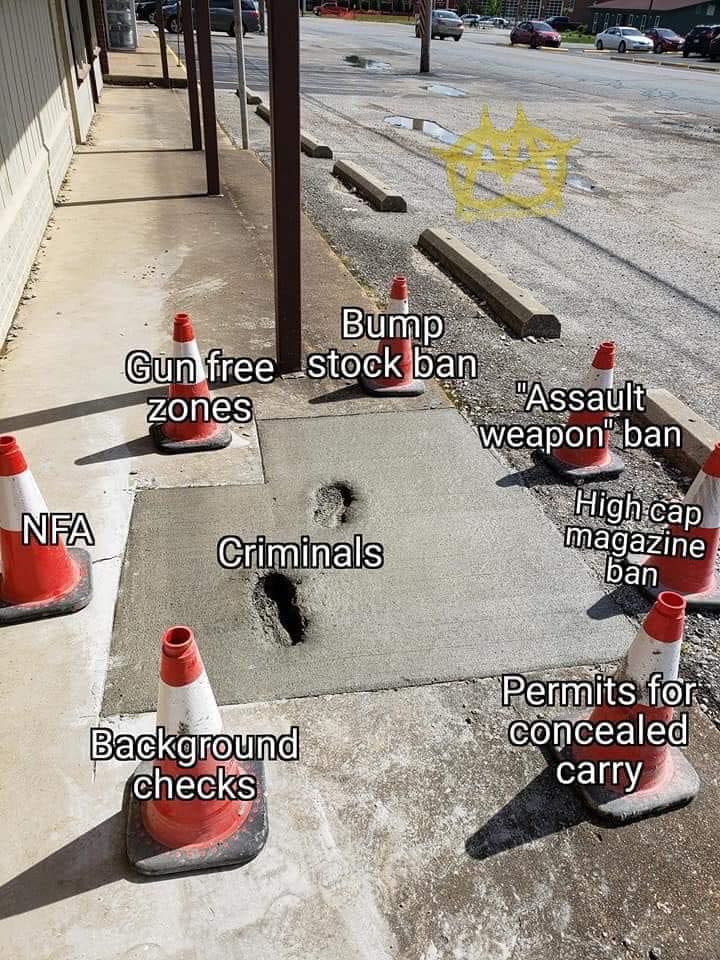 Bump
stock ban
Gun free
zones
"Assault
weapon" ban
High cap
magazine
ban
NFA
Criminals
Permits for
concealed
carry
Background
checks